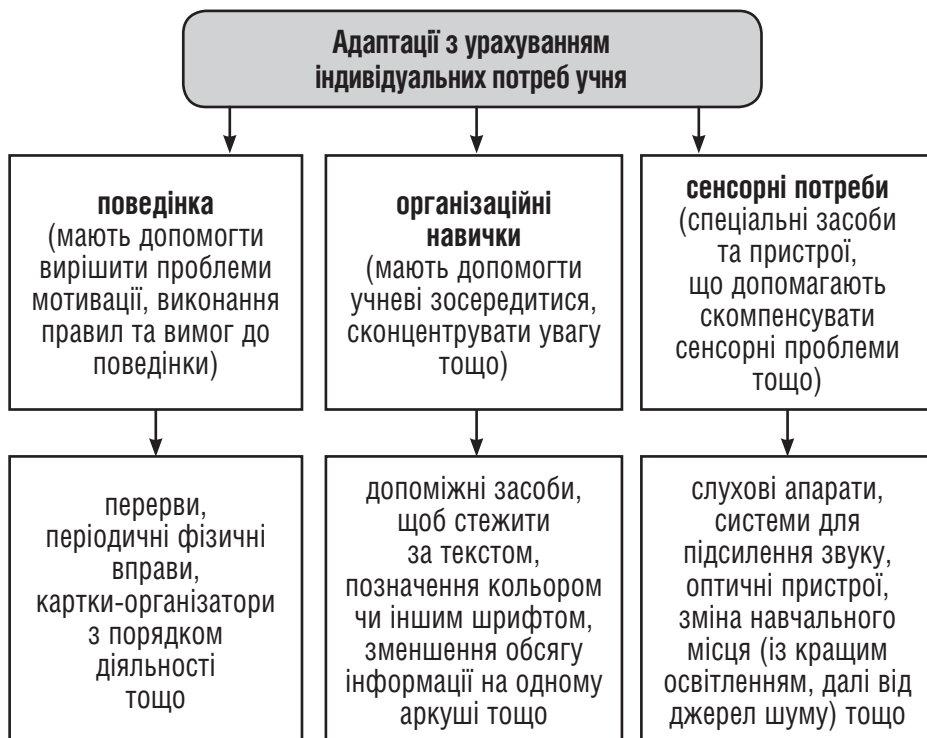 Адаптації з урахуванням
індивідуальних потреб учня
поведінка
(мають допомогти
вирішити проблеми
мотивації, виконання
правил та вимог до
поведінки)
організаційні
навички
(мають допомогти
учневі зосередитися,
сконцентрувати увагу
тощо)
сенсорні потреби
(спеціальні засоби
та пристрої,
що допомагають
скомпенсувати
сенсорні проблеми
тощо)
перерви,
періодичні фізичні
вправи,
картки-організатори
з порядком
діяльності
тощо
допоміжні засоби,
щоб стежити
за текстом,
позначення кольором
чи іншим шрифтом,
зменшення обсягу
інформації на одному
аркуші тощо
слухові апарати,
системи для
підсилення звуку,
оптичні пристрої,
зміна навчального
місця (із кращим
освітленням, далі від
джерел шуму) тощо